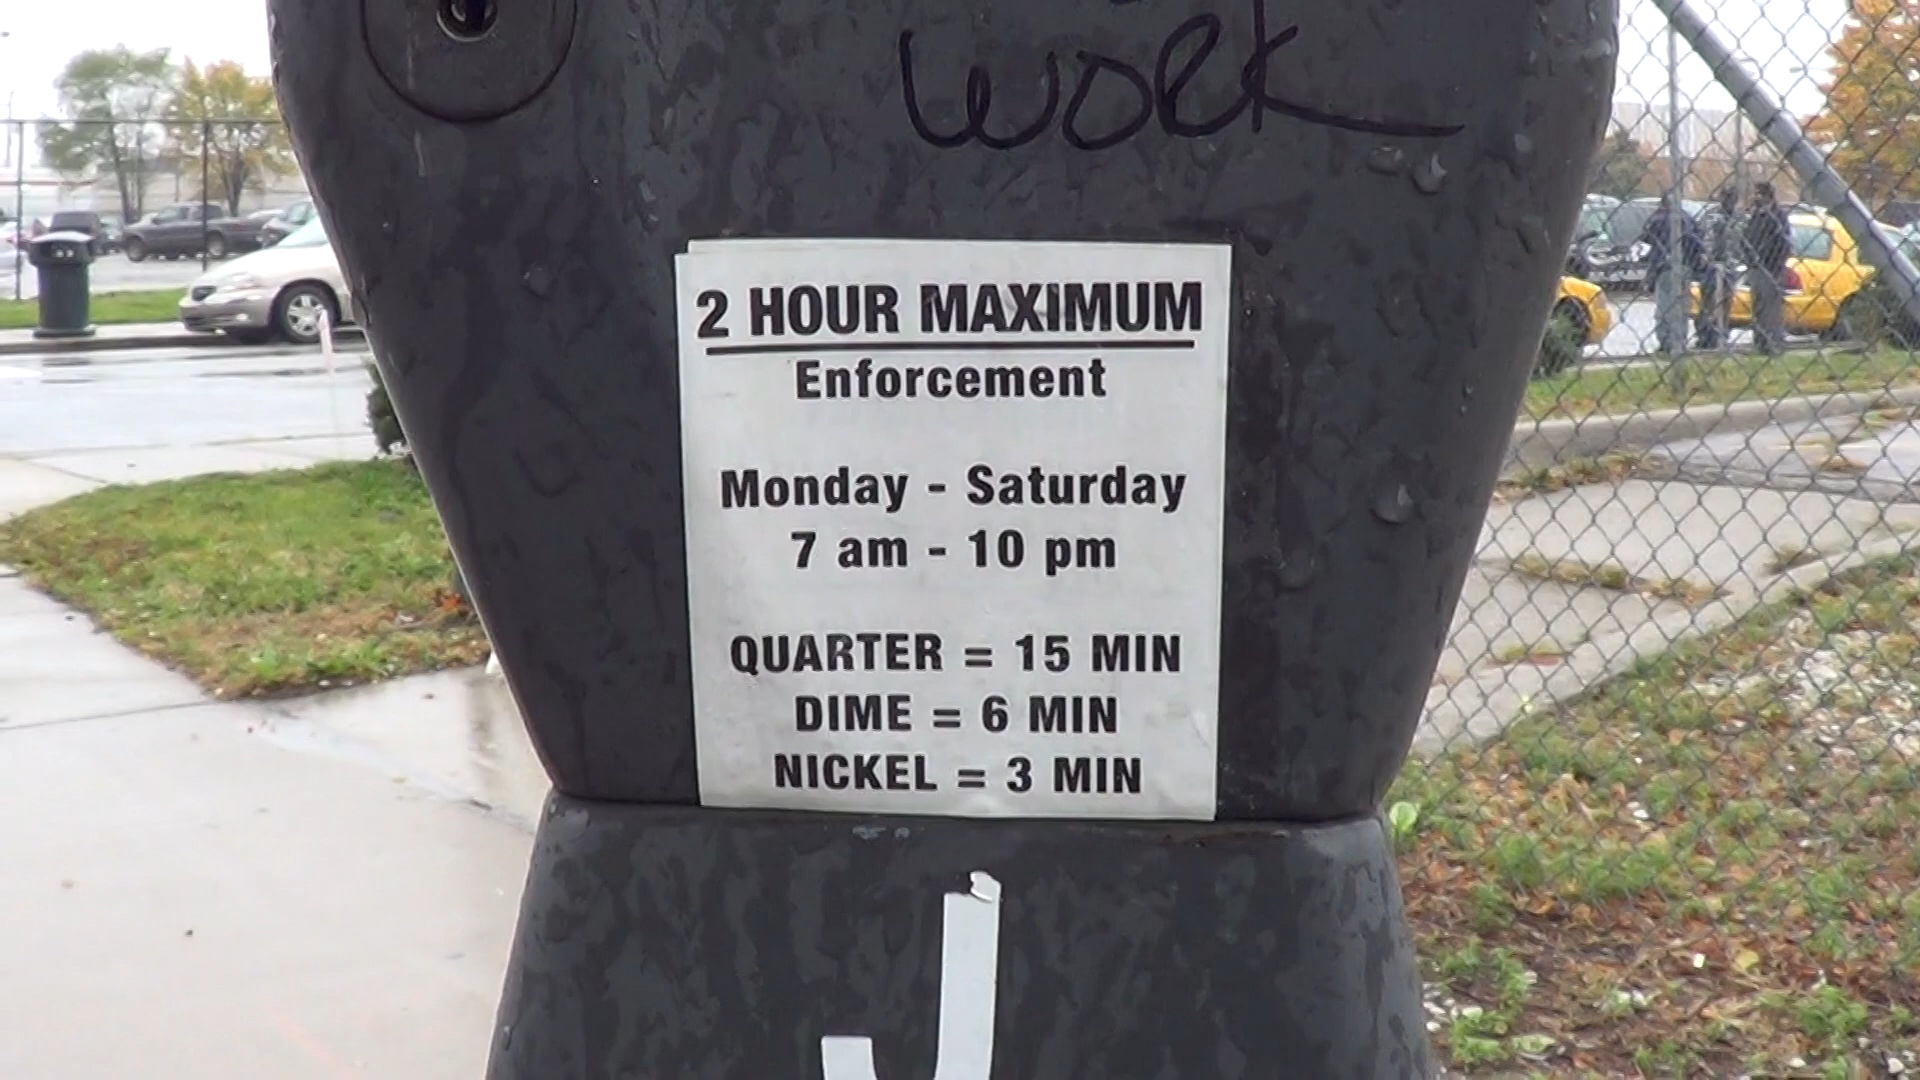 work
2 HOUR MAXIMUM
Enforcement
Monday - Saturday
7 am - 10 pm
QUARTER = 15 MIN
DIME = 6 MIN
NICKEL = 3 MIN
J